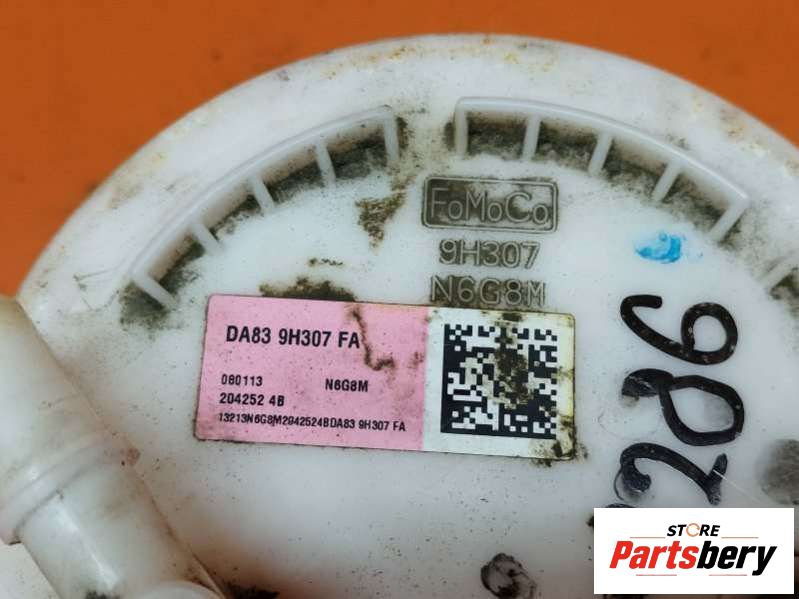 FoMoCo
9H307
N6G8M
DA83 9H307 FA
080113 N6G8M
204252 4B
13213N6G8M2042524BDA83 9H307 FA
286
STORE
Partsbery